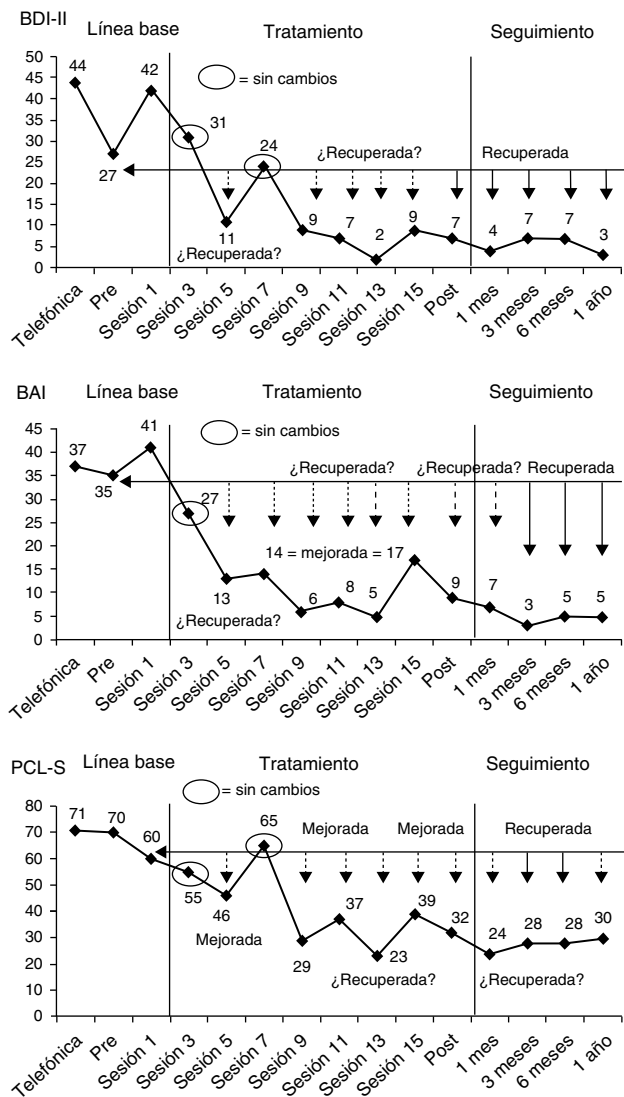 BDI-II
Línea base
Tratamiento
Seguimiento
50
45
40
35
30
25
20
15
10
5
0
44
42
= sin cambios
31
24
27
¿Recuperada?
Recuperada
11
¿Recuperada?
9
7
2
9
7
4
7
7
3
Telefónica
Pre
Sesión 1
Sesión 3
Sesión 5
Sesión 7
Sesión 9
Sesión 11
Sesión 13
Sesión 15
Post
1 mes
3 meses
6 meses
1 año
BAI
Línea base
Tratamiento
Seguimiento
45
40
35
30
25
20
15
10
5
0
37
35
41
= sin cambios
27
¿Recuperada?
¿Recuperada?
Recuperada
14 = mejorada = 17
13
¿Recuperada?
6
8
5
9
7
3
5
5
Telefónica
Pre
Sesión 1
Sesión 3
Sesión 5
Sesión 7
Sesión 9
Sesión 11
Sesión 13
Sesión 15
Post
1 mes
3 meses
6 meses
1 año
PCL-S
Línea base
Tratamiento
Seguimiento
80
70
60
50
40
30
20
10
0
71
70
60
= sin cambios
65
Mejorada
Mejorada
Recuperada
55
46
Mejorada
29
37
23
39
32
24
28
28
30
¿Recuperada?
¿Recuperada?
Telefónica
Pre
Sesión 1
Sesión 3
Sesión 5
Sesión 7
Sesión 9
Sesión 11
Sesión 13
Sesión 15
Post
1 mes
3 meses
6 meses
1 año